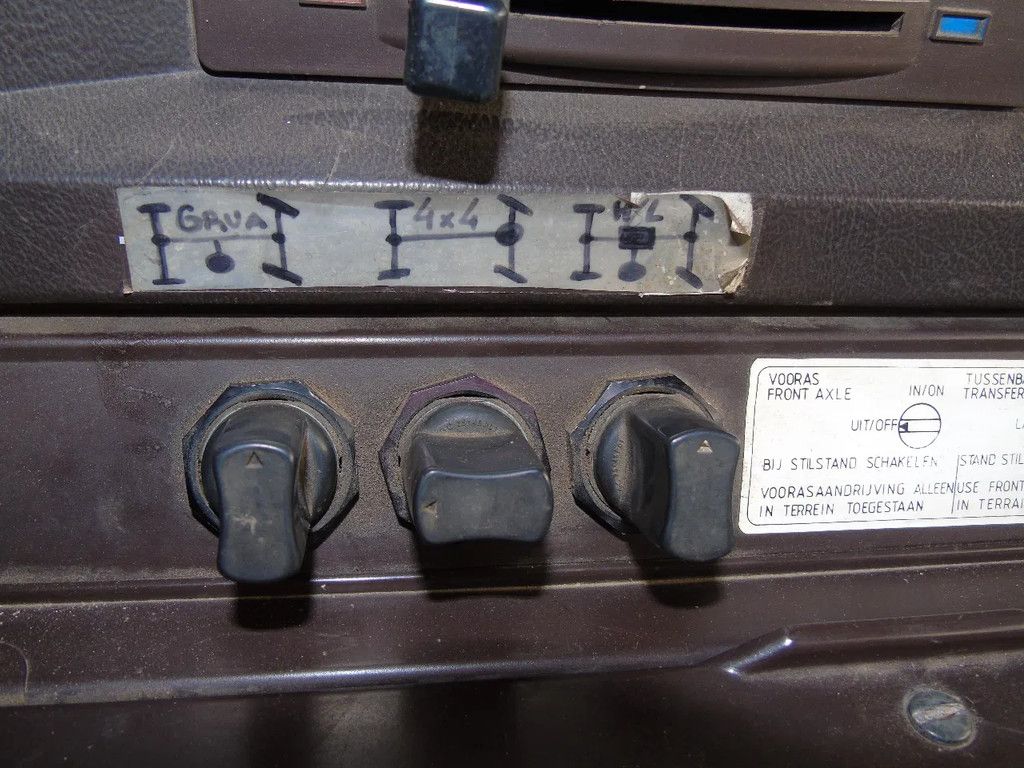 GRUA 4x4 H/L
VOORAS
FRONT AXLE
IN/ON
UIT/OFF
BIJ STILSTAND SCHAKELEN
VOORASAANDRIJVING ALLEEN
IN TERREIN TOEGESTAAN
TUSSENBA
TRANSFER
LA
STAND STIL
USE FRONT
IN TERRAI